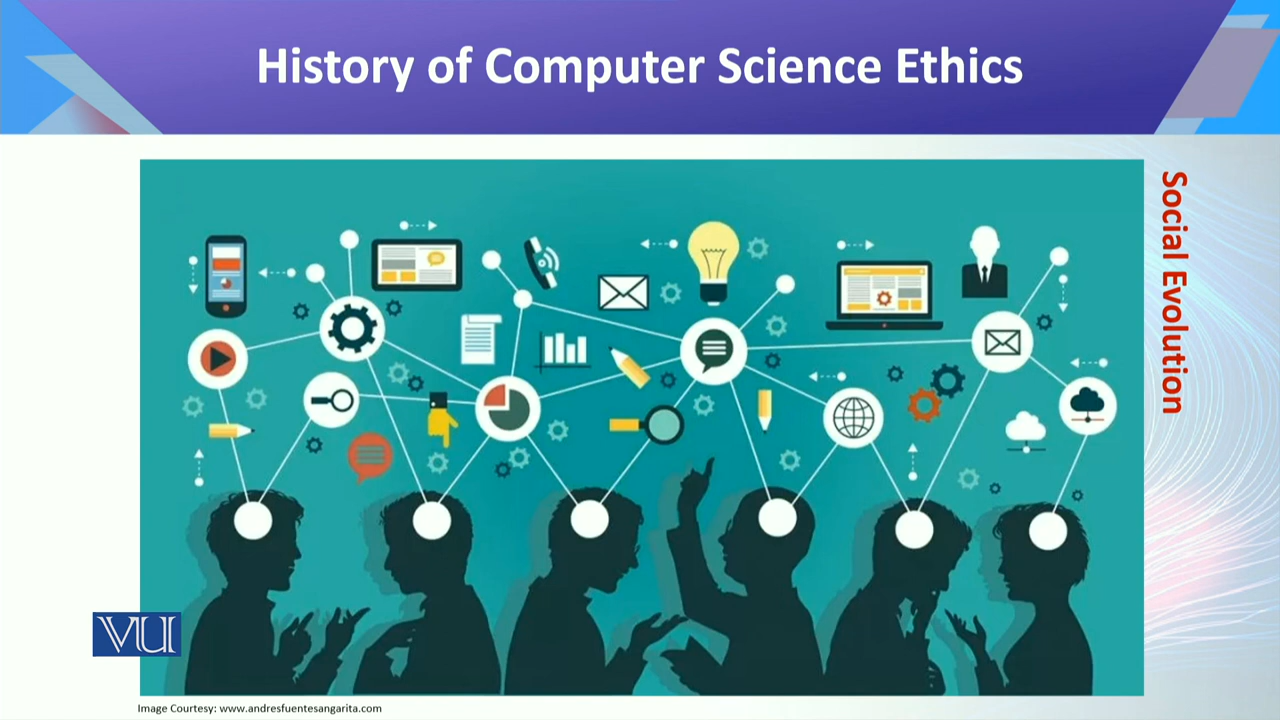 History of Computer Science Ethics
Social Evolution
VU
Image Courtesy: www.andresfuentesangarita.com